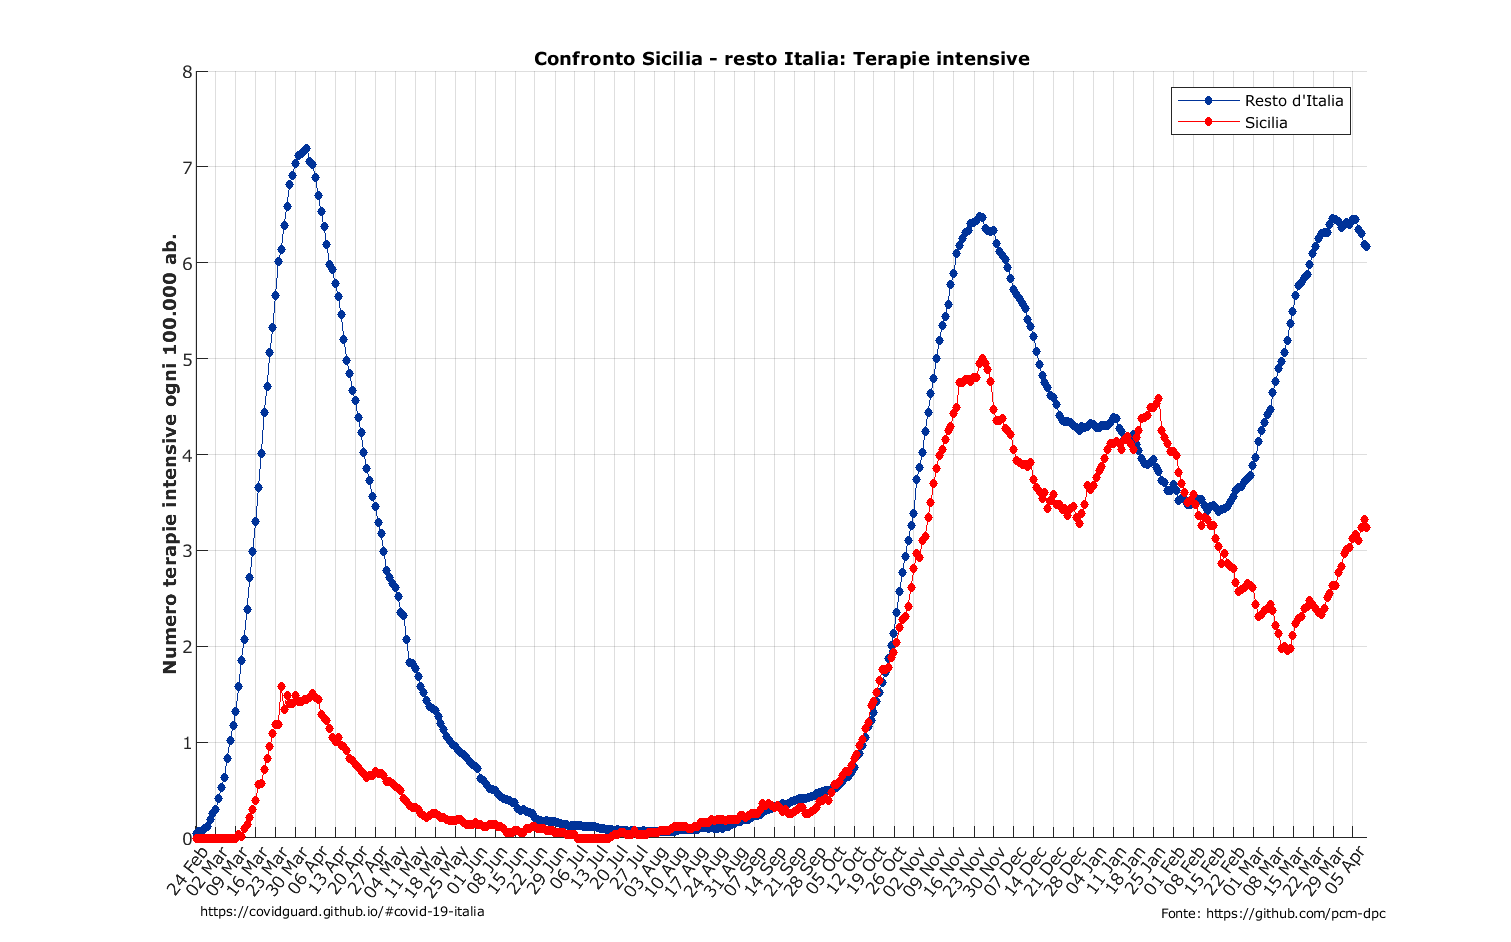 Confronto Sicilia - resto Italia: Terapie intensive
Resto d'Italia
Sicilia
Numero terapie intensive ogni 100.000 ab.
8
7
6
5
4
3
2
1
0
24 Feb
02 Mar
09 Mar
16 Mar
23 Mar
30 Mar
06 Apr
13 Apr
20 Apr
27 Apr
04 May
11 May
18 May
25 May
01 Jun
08 Jun
15 Jun
22 Jun
29 Jun
06 Jul
13 Jul
20 Jul
27 Jul
03 Aug
10 Aug
17 Aug
24 Aug
31 Aug
07 Sep
14 Sep
21 Sep
28 Sep
05 Oct
12 Oct
19 Oct
26 Oct
02 Nov
09 Nov
16 Nov
23 Nov
30 Nov
07 Dec
14 Dec
21 Dec
28 Dec
04 Jan
11 Jan
18 Jan
25 Jan
01 Feb
08 Feb
15 Feb
22 Feb
01 Mar
08 Mar
15 Mar
22 Mar
29 Mar
05 Apr
https://covidguard.github.io/#covid-19-italia
Fonte: https://github.com/pcm-dpc